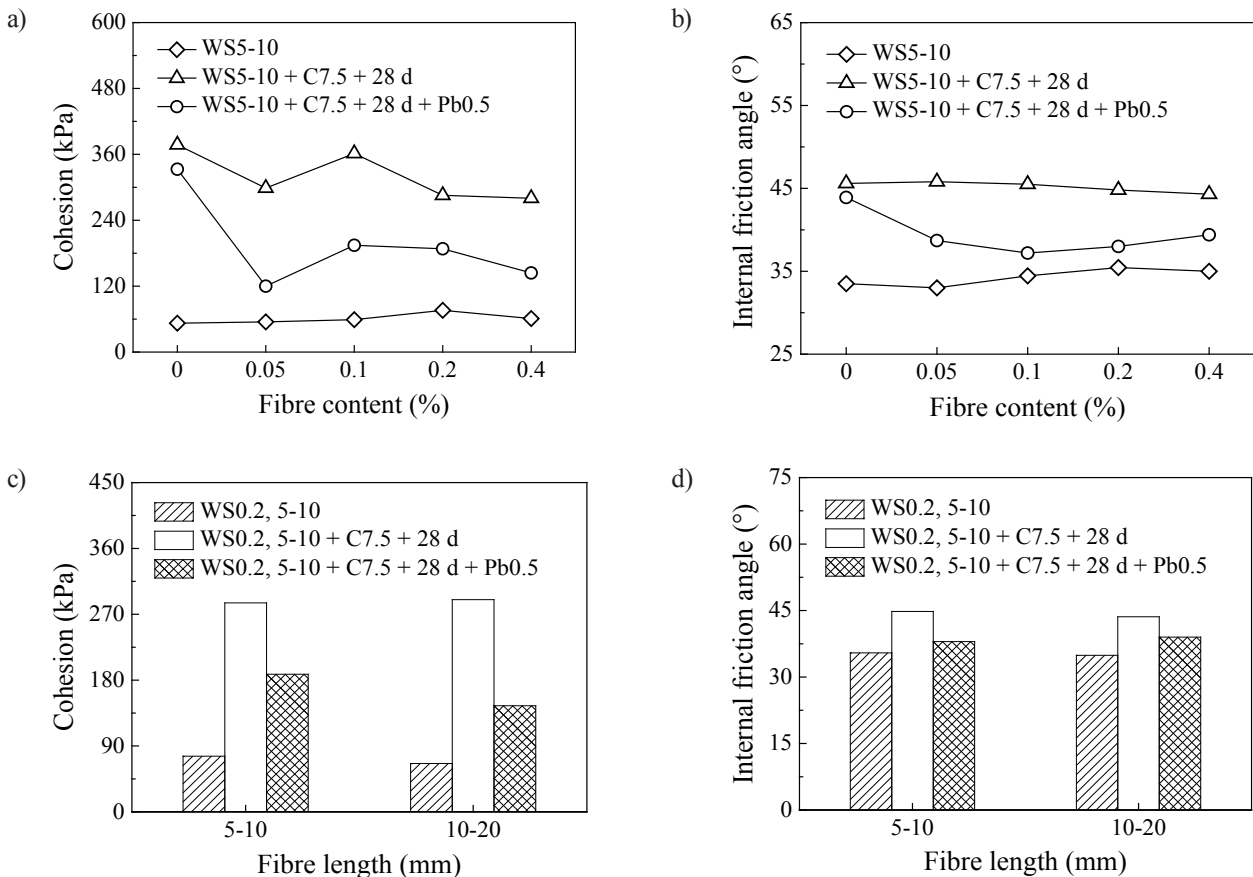 a)
600
480
360
240
120
0
Cohesion (kPa)
WS5-10
WS5-10 + C7.5 + 28 d
WS5-10 + C7.5 + 28 d + Pb0.5
0 0.05 0.1 0.2 0.4
Fibre content (%)
b)
65
55
45
35
25
Internal friction angle (°)
WS5-10
WS5-10 + C7.5 + 28 d
WS5-10 + C7.5 + 28 d + Pb0.5
0 0.05 0.1 0.2 0.4
Fibre content (%)
c)
450
360
270
180
90
0
Cohesion (kPa)
WS0.2, 5-10
WS0.2, 5-10 + C7.5 + 28 d
WS0.2, 5-10 + C7.5 + 28 d + Pb0.5
5-10 10-20
Fibre length (mm)
d)
75
60
45
30
15
0
Internal friction angle (°)
WS0.2, 5-10
WS0.2, 5-10 + C7.5 + 28 d
WS0.2, 5-10 + C7.5 + 28 d + Pb0.5
5-10 10-20
Fibre length (mm)